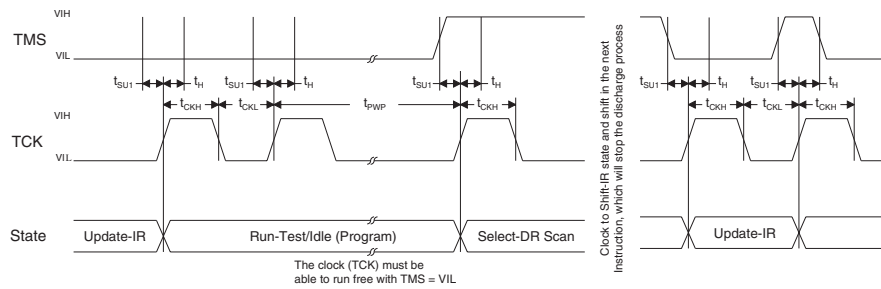 VIH
TMS
VIL
tSU1 tH tSU1 tH tSU1 tH tSU1 tH tSU1 tH
tCKH tCKL tPWP tCKH tCKH tCKL tCKH
VIH
TCK
VIL
State Update-IR Run-Test/Idle (Program) Select-DR Scan Update-IR
The clock (TCK) must be
able to run free with TMS = VIL
Clock to Shift-IR state and shift in the next
Instruction, which will stop the discharge process